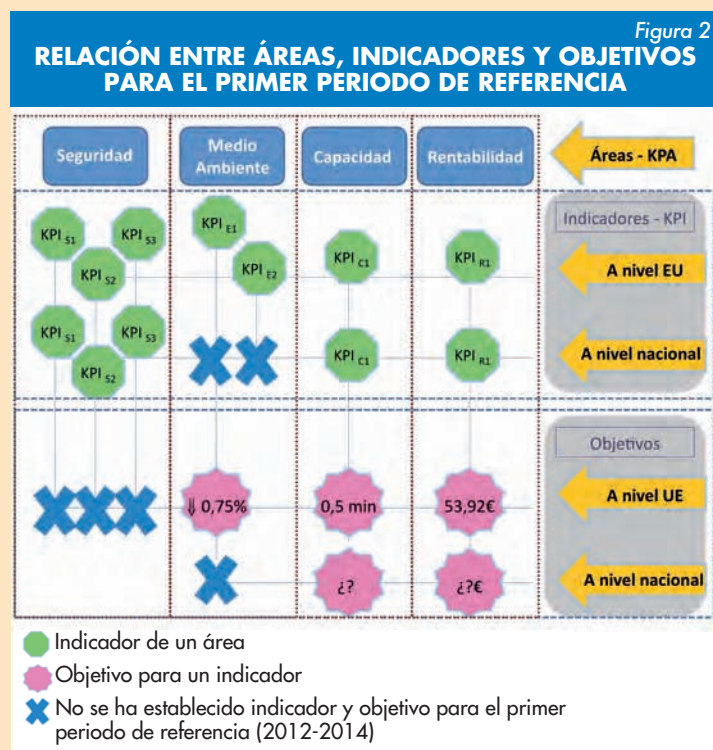 Figura 2
RELACIÓN ENTRE ÁREAS, INDICADORES Y OBJETIVOS
PARA EL PRIMER PERIODO DE REFERENCIA
Seguridad
Medio
Ambiente
Capacidad
Rentabilidad
Áreas - KPA
Indicadores - KPI
KPI S1
KPI S3
KPI S2
KPI E1
KPI E2
KPI C1
KPI R1
A nivel EU
KPI S1
KPI S3
KPI S2
KPI C1
KPI R1
A nivel nacional
Objetivos
⇓ 0,75%
0,5 min
53,92€
A nivel UE
¿?
¿?€
A nivel nacional
Indicador de un área
Objetivo para un indicador
No se ha establecido indicador y objetivo para el primer
periodo de referencia (2012-2014)